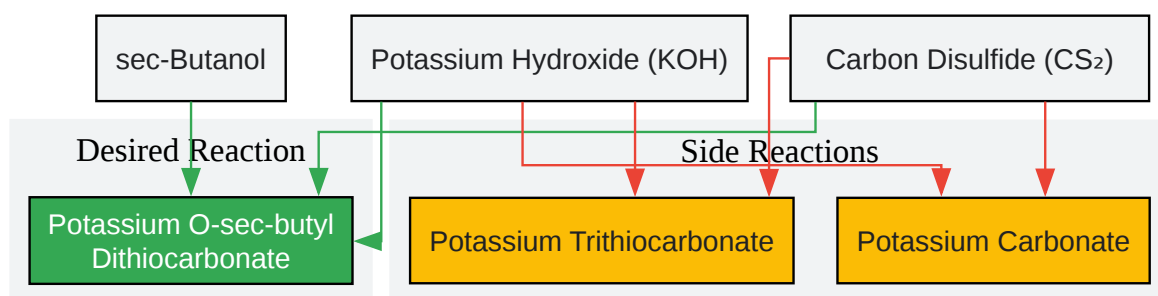 sec-Butanol
Potassium Hydroxide (KOH)
Carbon Disulfide (CS₂)
Desired Reaction
Side Reactions
Potassium O-sec-butyl
Dithiocarbonate
Potassium Trithiocarbonate
Potassium Carbonate